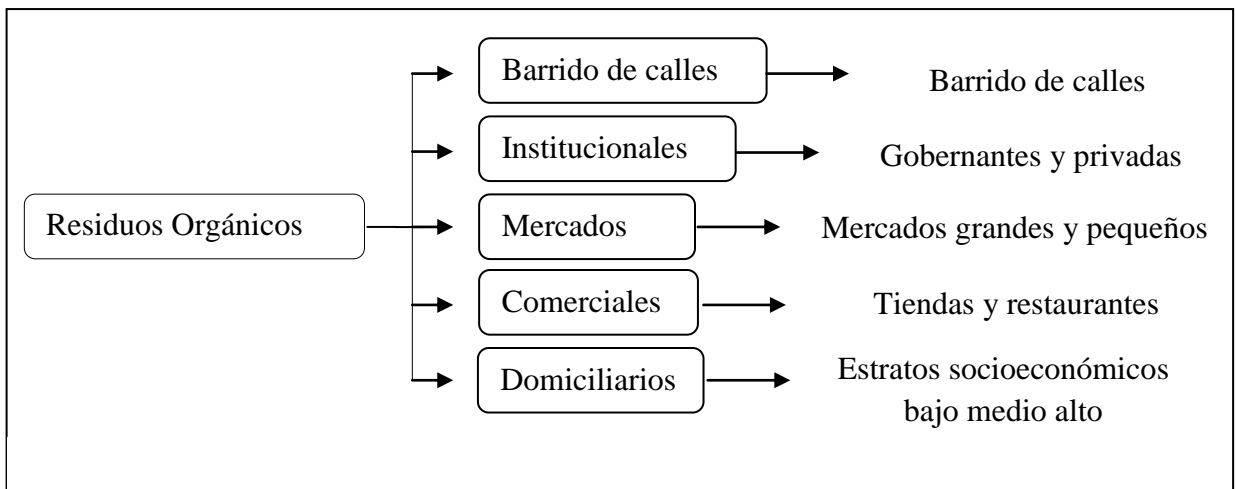 Barrido de calles
Barrido de calles
Institucionales
Gobernantes y privadas
Residuos Orgánicos
Mercados
Mercados grandes y pequeños
Comerciales
Tiendas y restaurantes
Domiciliarios
Estratos socioeconómicos
bajo medio alto